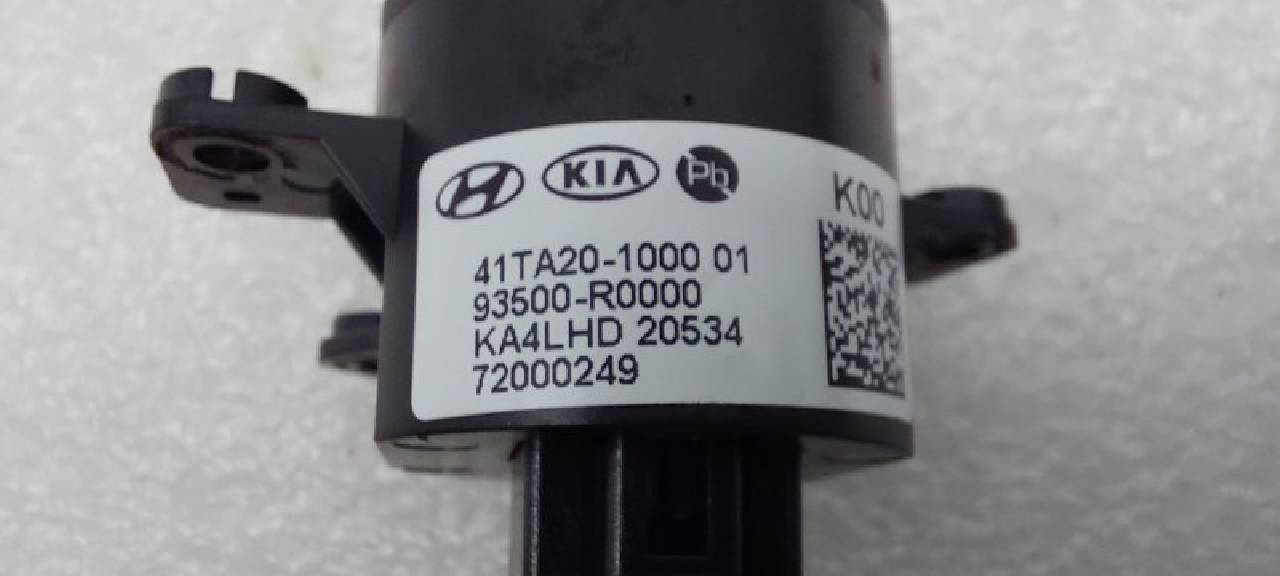 KIA Pb
K00
41TA20-1000 01
93500-R0000
KA4LHD 20534
72000249